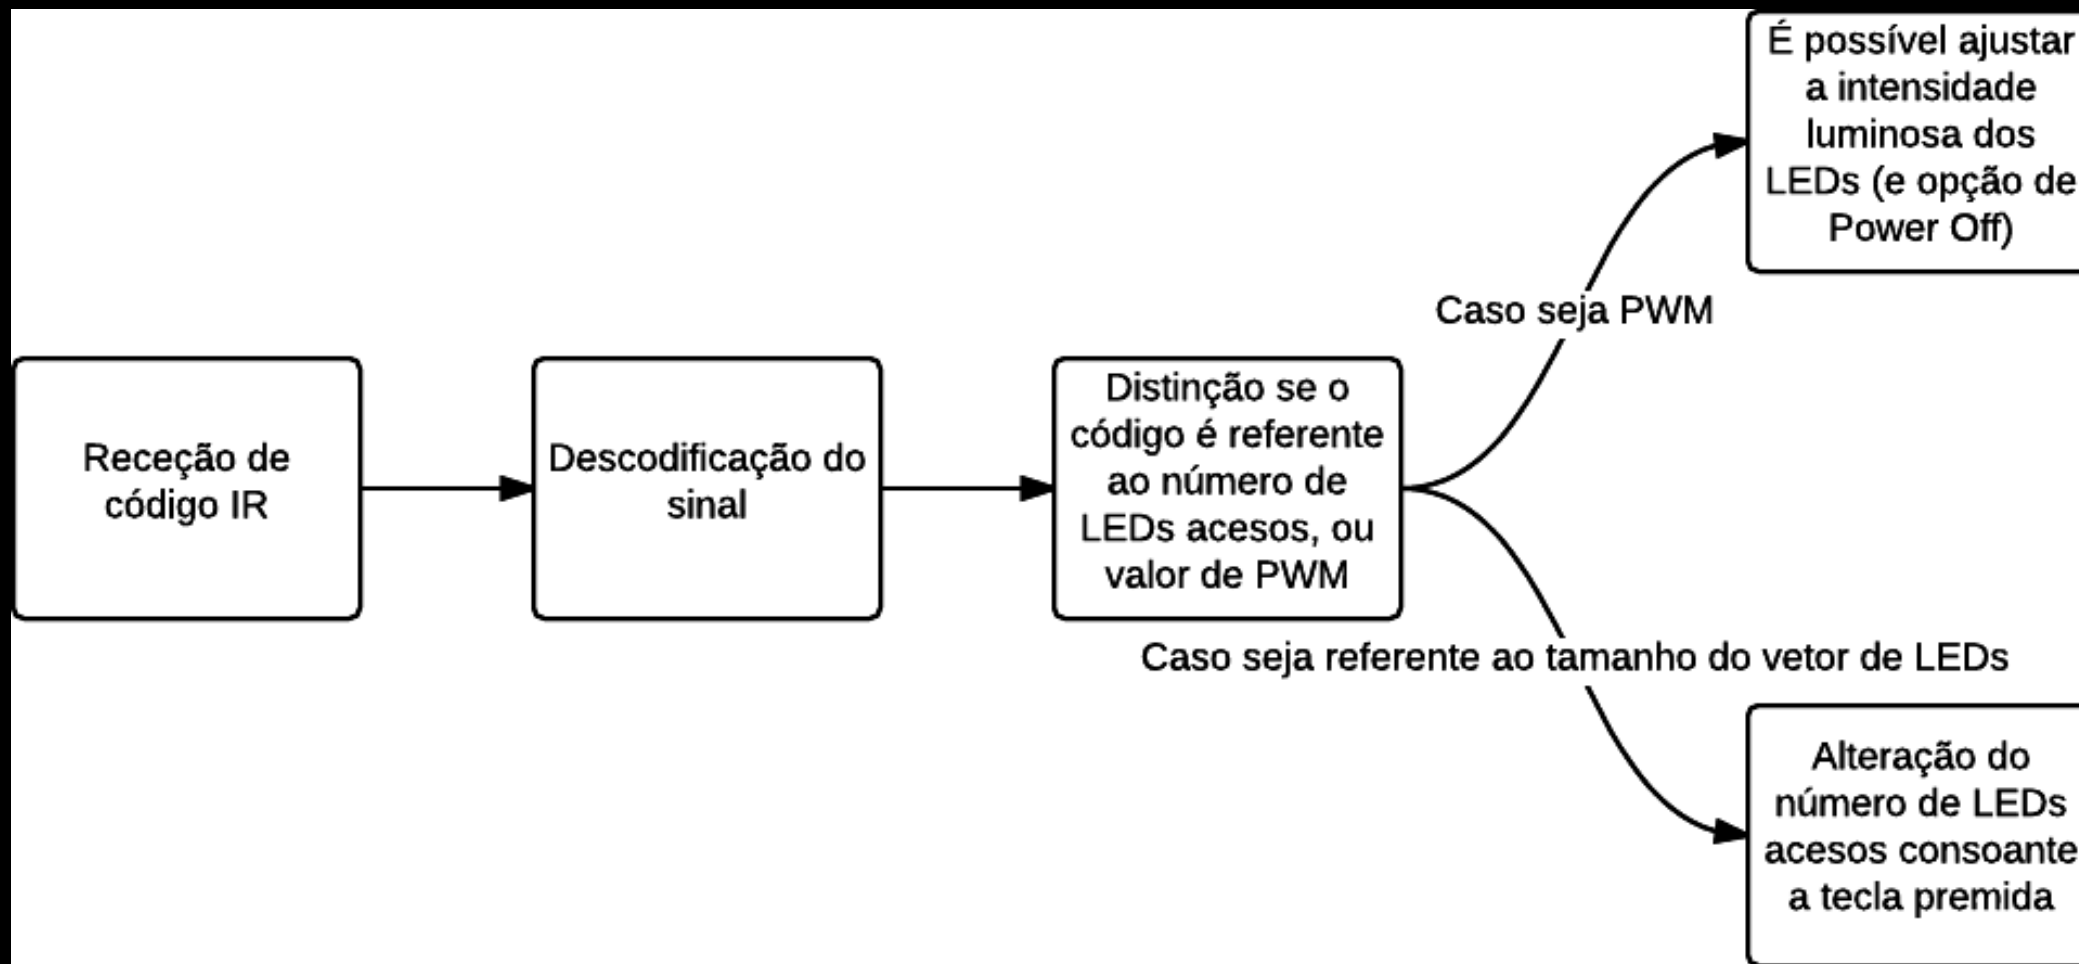 Receção de
código IR
Descodificação do
sinal
Distinção se o
código é referente
ao número de
LEDs acesos, ou
valor de PWM
Caso seja PWM
É possível ajustar
a intensidade
luminosa dos
LEDs (e opção de
Power Off)
Caso seja referente ao tamanho do vetor de LEDs
Alteração do
número de LEDs
acesos consoante
a tecla premida